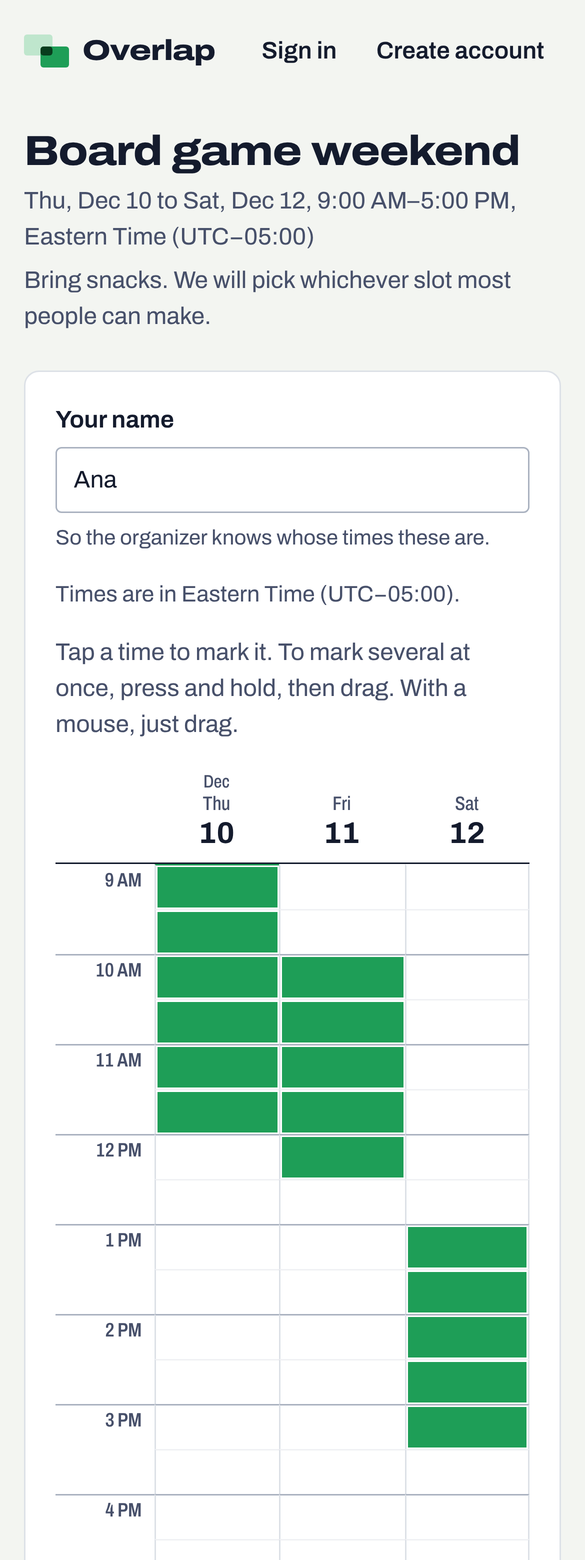 Overlap Sign in Create account
Board game weekend
Thu, Dec 10 to Sat, Dec 12, 9:00 AM–5:00 PM,
Eastern Time (UTC−05:00)
Bring snacks. We will pick whichever slot most
people can make.
Your name
Ana
So the organizer knows whose times these are.
Times are in Eastern Time (UTC−05:00).
Tap a time to mark it. To mark several at
once, press and hold, then drag. With a
mouse, just drag.
Dec
Thu Fri Sat
10 11 12
9 AM
10 AM
11 AM
12 PM
1 PM
2 PM
3 PM
4 PM